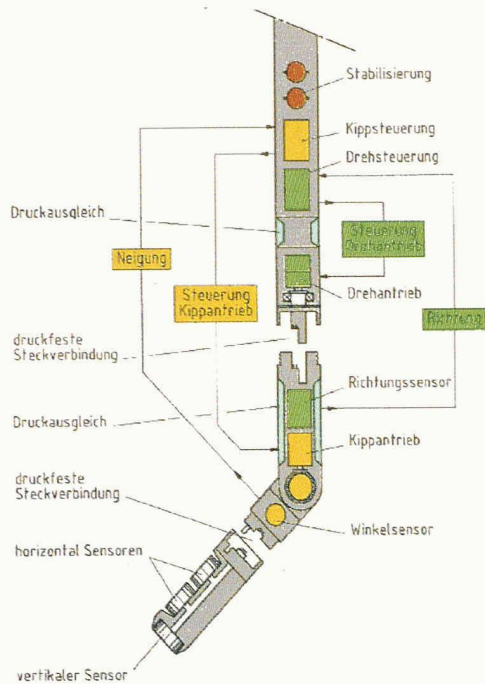 Stabilisierung
Kippsteuerung
Drehsteuerung
Druckausgleich
Steuerung
Drehantrieb
Neigung
Steuerung
Kippantrieb
Drehantrieb
Richtung
druckfeste
Steckverbindung
Richtungssensor
Druckausgleich
Kippantrieb
druckfeste
Steckverbindung
Winkelsensor
horizontal Sensoren
vertikaler Sensor